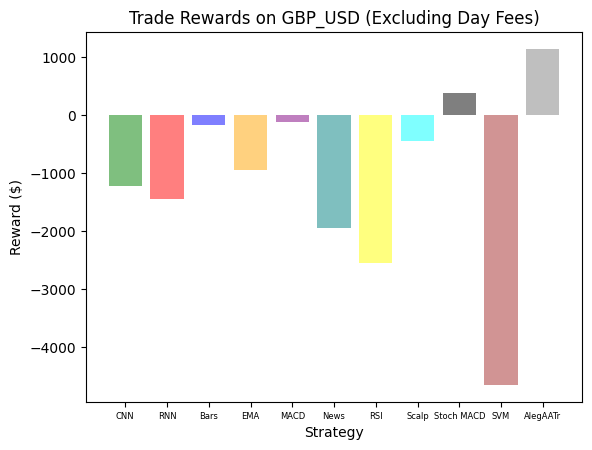 Trade Rewards on GBP_USD (Excluding Day Fees)
1000
0
−1000
−2000
−3000
−4000
Reward ($)
CNN RNN Bars EMA MACD News RSI Scalp Stoch MACD SVM AlegAATr
Strategy